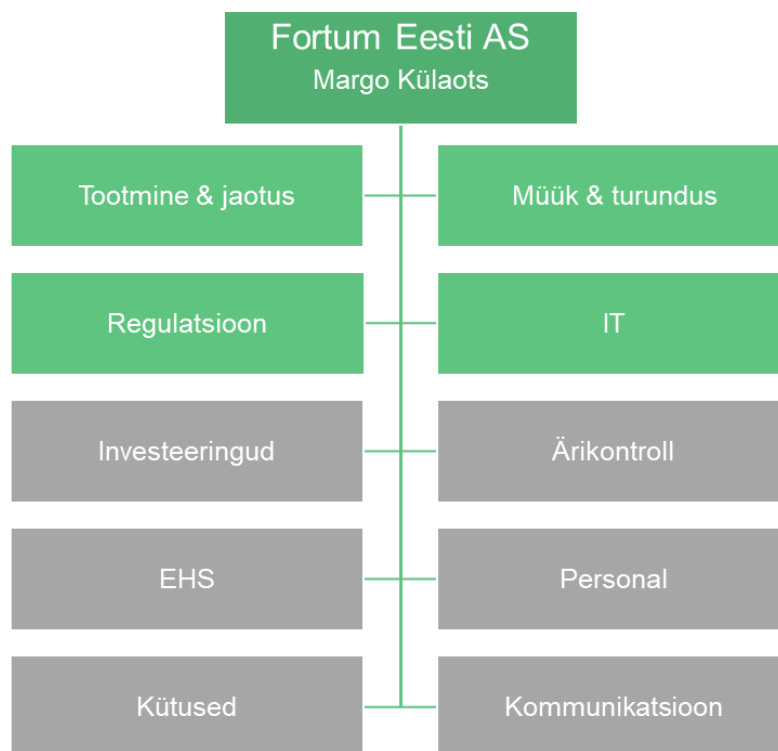 Fortum Eesti AS
Margo Külaots
Tootmine & jaotus
Müük & turundus
Regulatsioon
IT
Investeeringud
Ärikontroll
EHS
Personal
Kütused
Kommunikatsioon